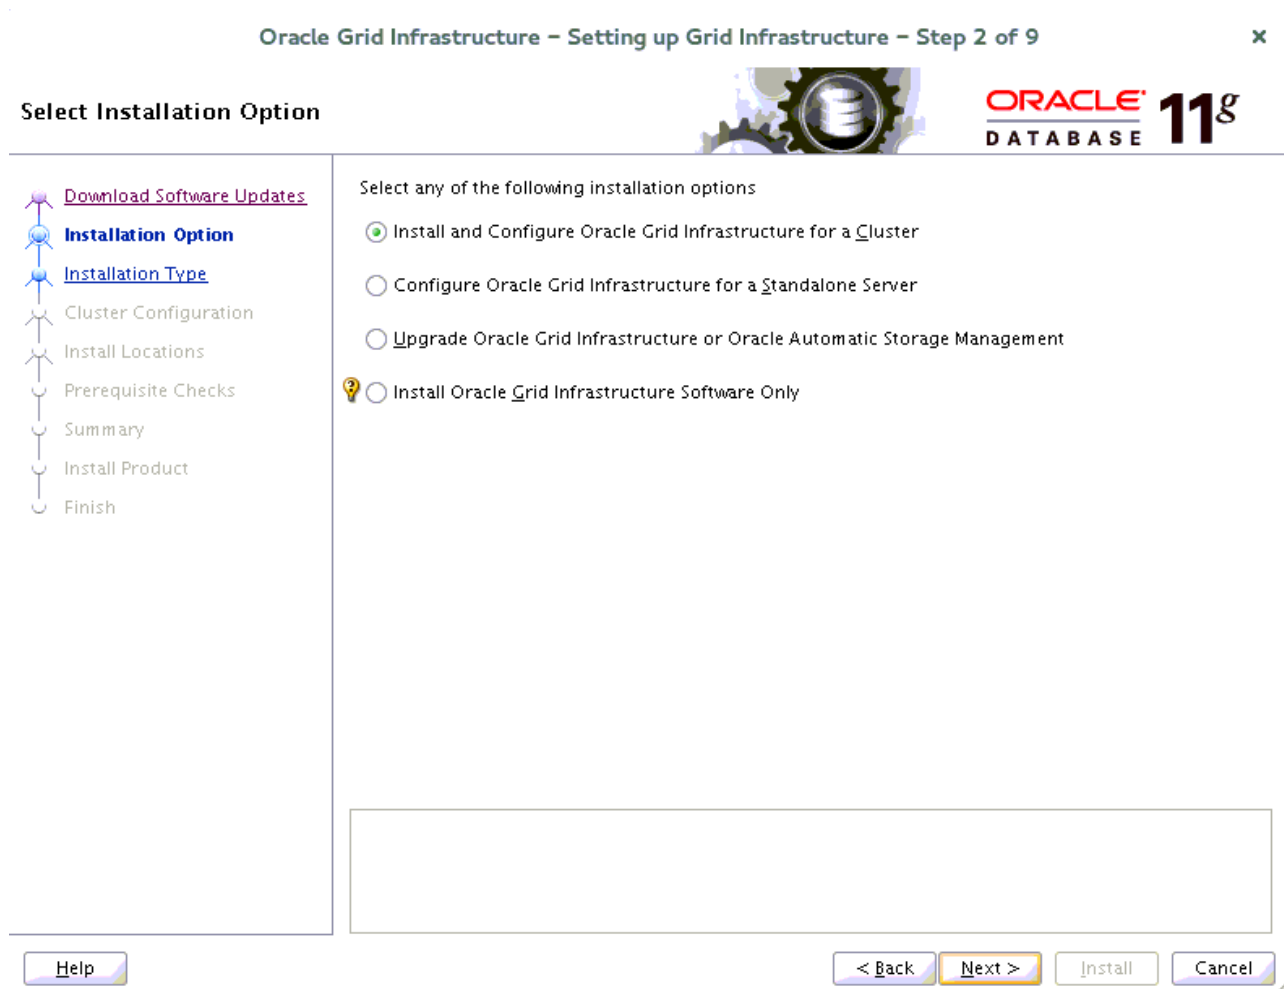 Oracle Grid Infrastructure – Setting up Grid Infrastructure – Step 2 of 9
Select Installation Option
ORACLE
DATABASE 11g
Download Software Updates
Installation Option
Installation Type
Cluster Configuration
Install Locations
Prerequisite Checks
Summary
Install Product
Finish
Select any of the following installation options
Install and Configure Oracle Grid Infrastructure for a Cluster
Configure Oracle Grid Infrastructure for a Standalone Server
Upgrade Oracle Grid Infrastructure or Oracle Automatic Storage Management
Install Oracle Grid Infrastructure Software Only
Help
< Back
Next >
Install
Cancel